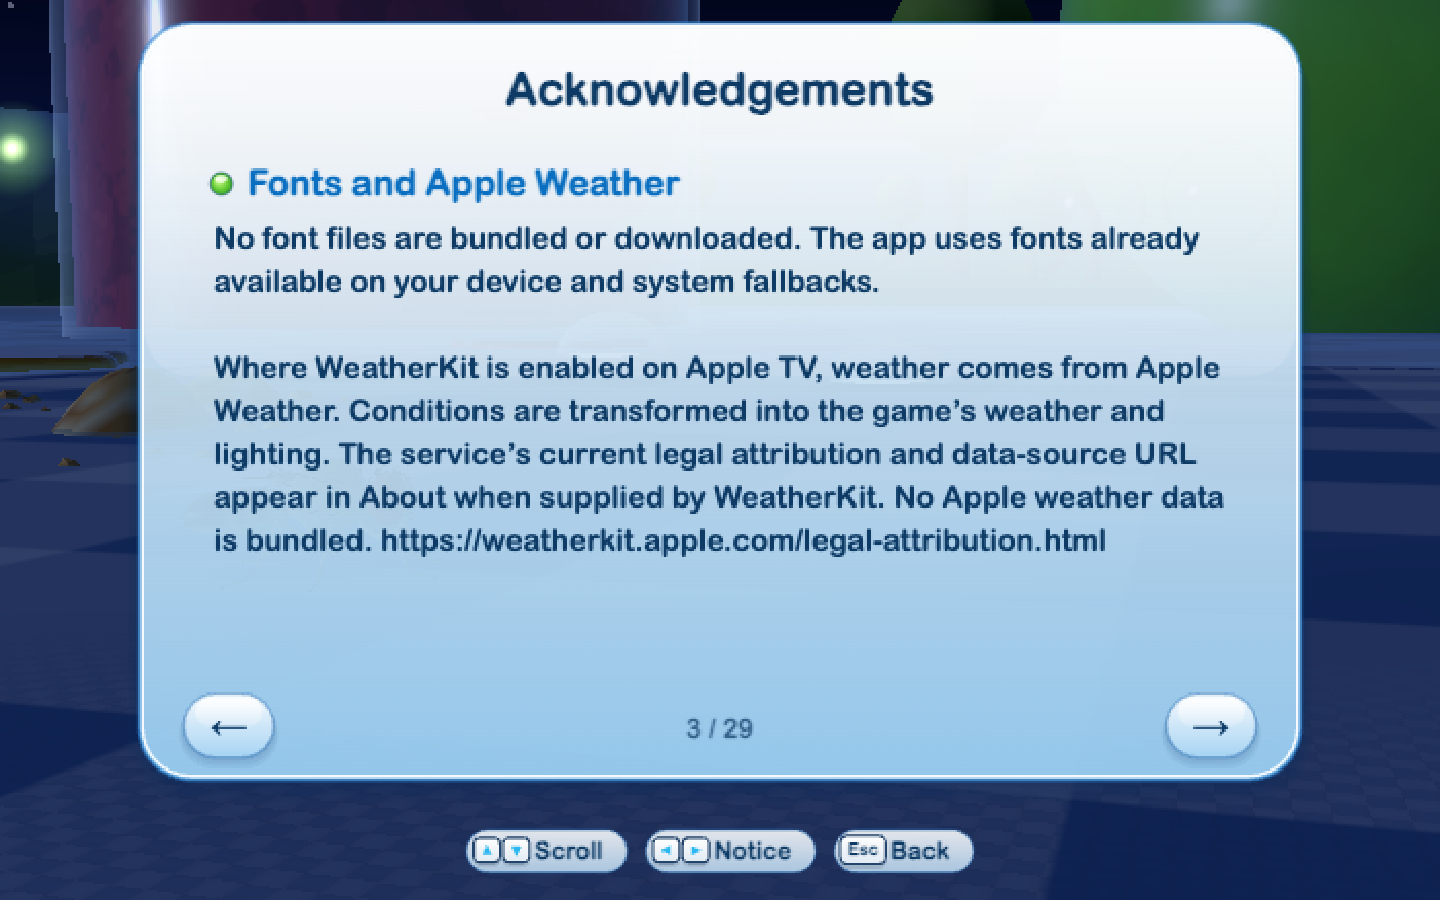 Acknowledgements
Fonts and Apple Weather
No font files are bundled or downloaded. The app uses fonts already
available on your device and system fallbacks.
Where WeatherKit is enabled on Apple TV, weather comes from Apple
Weather. Conditions are transformed into the game’s weather and
lighting. The service’s current legal attribution and data-source URL
appear in About when supplied by WeatherKit. No Apple weather data
is bundled. https://weatherkit.apple.com/legal-attribution.html
← 3 / 29 →
▲ ▼ Scroll ◄ ► Notice Esc Back